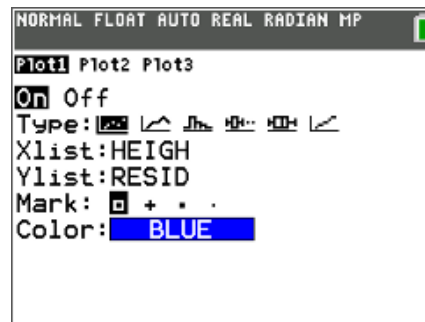 NORMAL FLOAT AUTO REAL RADIAN MP
Plot1 Plot2 Plot3
On Off
Type:
Xlist:HEIGH
Ylist:RESID
Mark: □ + ▪ ·
Color: BLUE